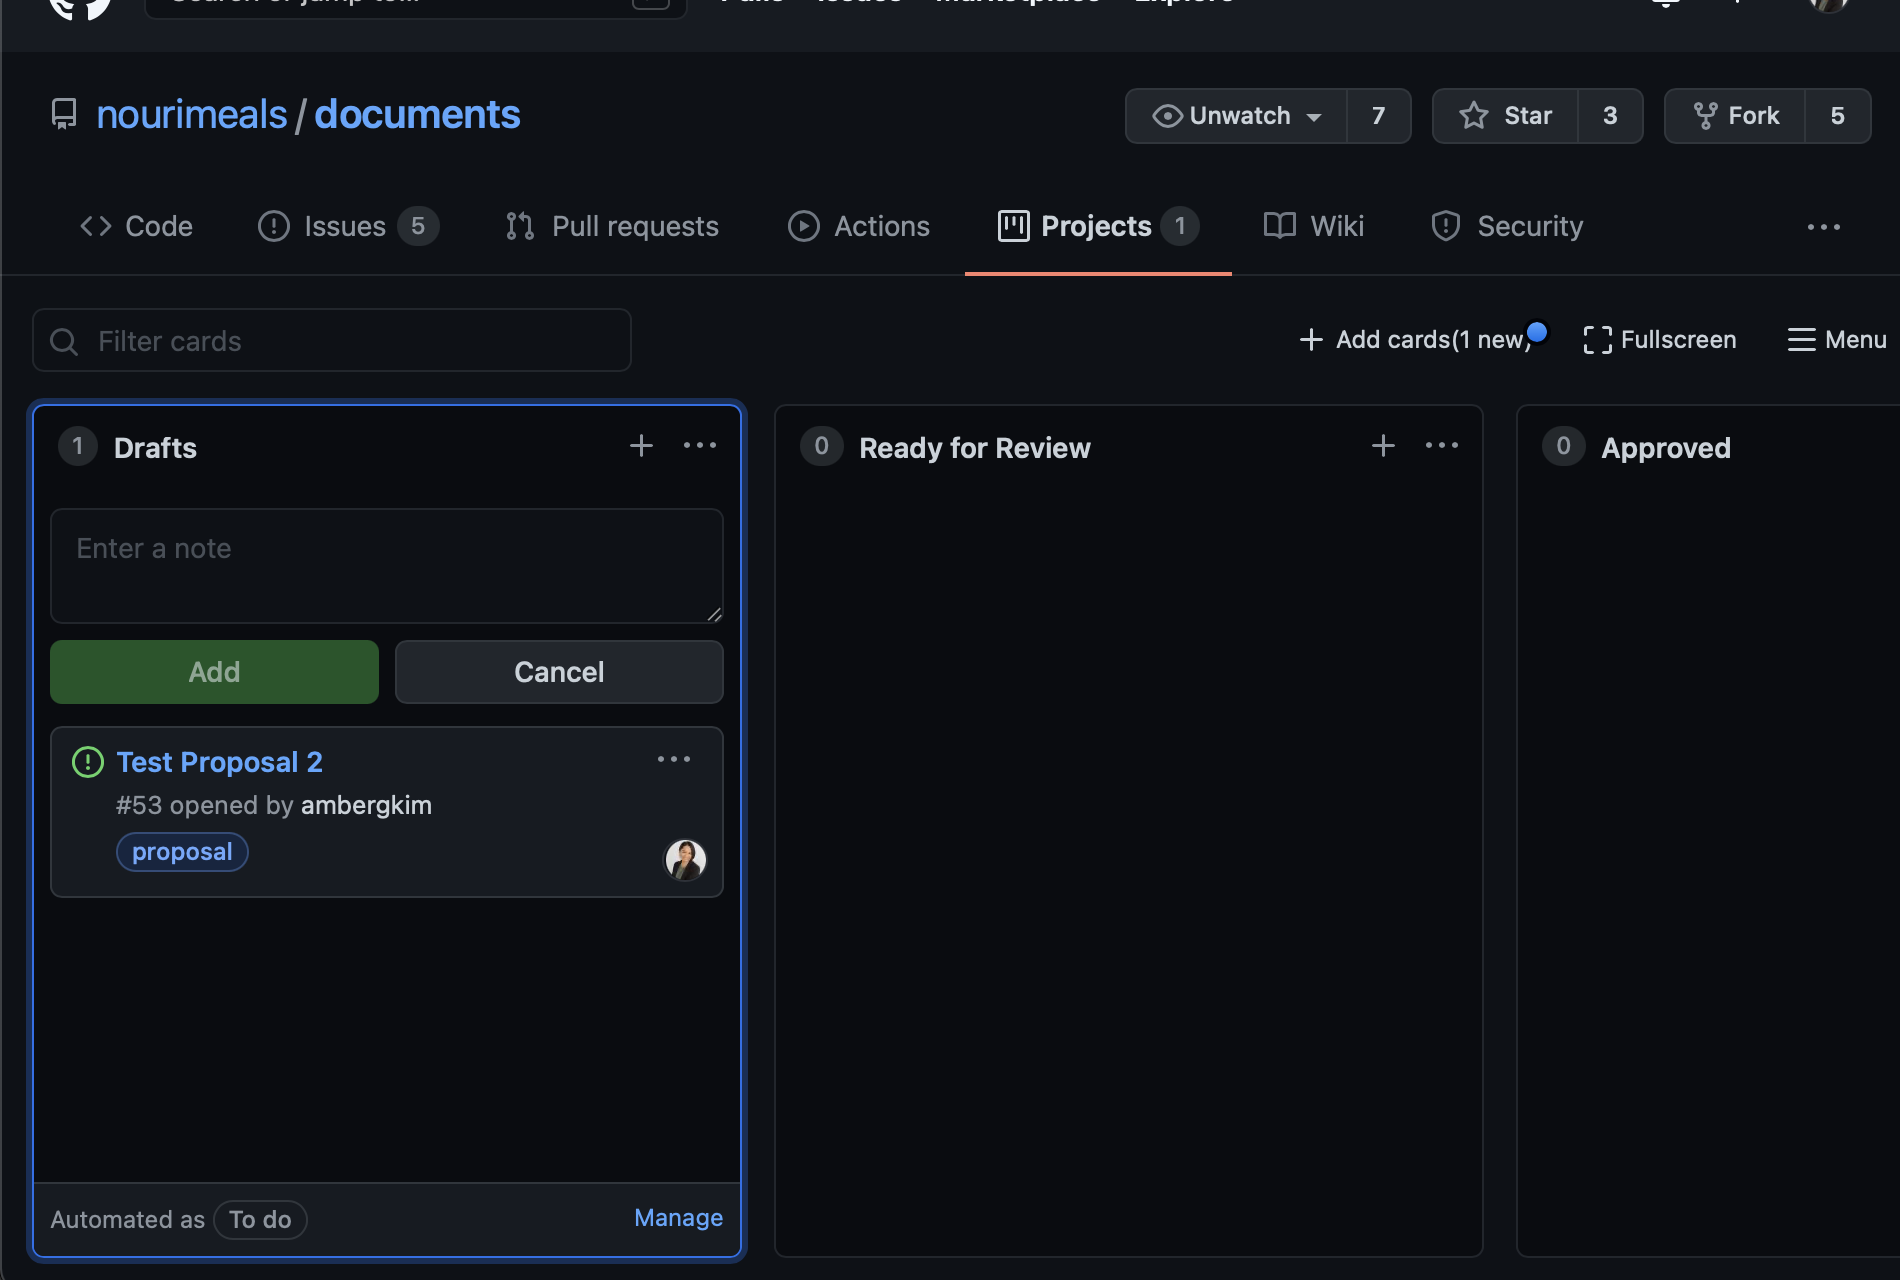 nourimeals / documents
Unwatch 7 Star 3 Fork 5
Code Issues 5 Pull requests Actions Projects 1 Wiki Security
Filter cards
Add cards(1 new) Fullscreen Menu
1 Drafts
Enter a note
Add Cancel
Test Proposal 2
#53 opened by ambergkim
proposal
Automated as To do Manage
0 Ready for Review
0 Approved